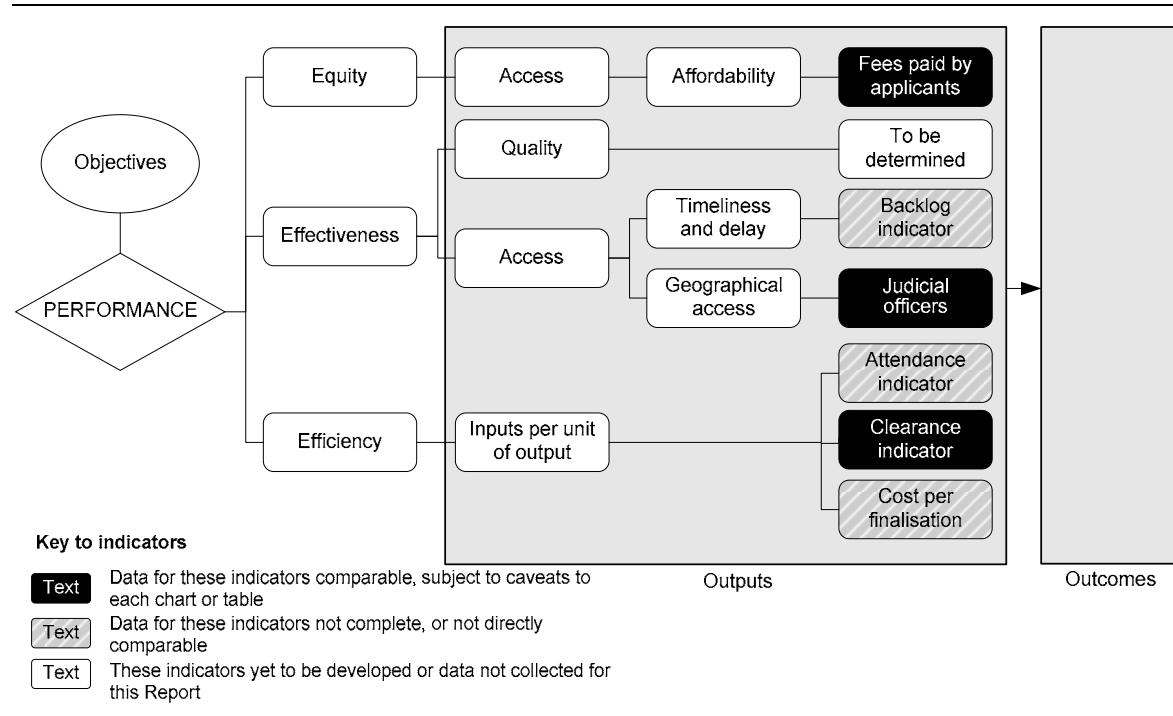 Equity
Access
Affordability
Fees paid by
applicants
Objectives
Quality
To be
determined
Effectiveness
Access
Timeliness
and delay
Backlog
indicator
PERFORMANCE
Geographical
access
Judicial
officers
Attendance
indicator
Efficiency
Inputs per unit
of output
Clearance
indicator
Cost per
finalisation
Outputs
Outcomes
Key to indicators
Text
Data for these indicators comparable, subject to caveats to
each chart or table
Text
Data for these indicators not complete, or not directly
comparable
Text
These indicators yet to be developed or data not collected for
this Report